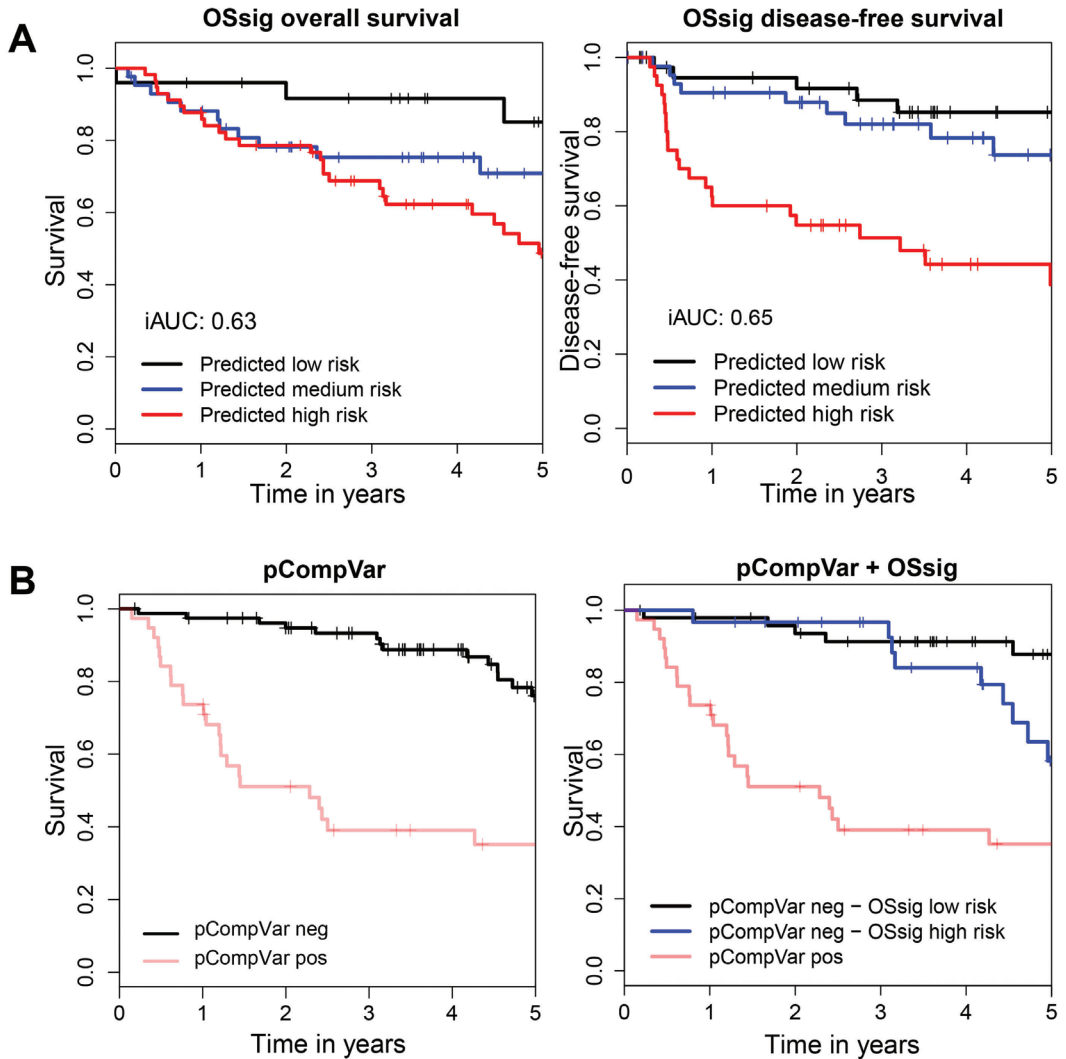 A
OSsig overall survival
Survival
1.0
0.8
0.6
0.4
0.2
0.0
iAUC: 0.63
Predicted low risk
Predicted medium risk
Predicted high risk
0 1 2 3 4 5
Time in years
OSsig disease-free survival
Disease-free survival
1.0
0.8
0.6
0.4
0.2
0.0
iAUC: 0.65
Predicted low risk
Predicted medium risk
Predicted high risk
0 1 2 3 4 5
Time in years
B
pCompVar
Survival
1.0
0.8
0.6
0.4
0.2
0.0
pCompVar neg
pCompVar pos
0 1 2 3 4 5
Time in years
pCompVar + OSsig
Survival
1.0
0.8
0.6
0.4
0.2
0.0
pCompVar neg − OSsig low risk
pCompVar neg − OSsig high risk
pCompVar pos
0 1 2 3 4 5
Time in years